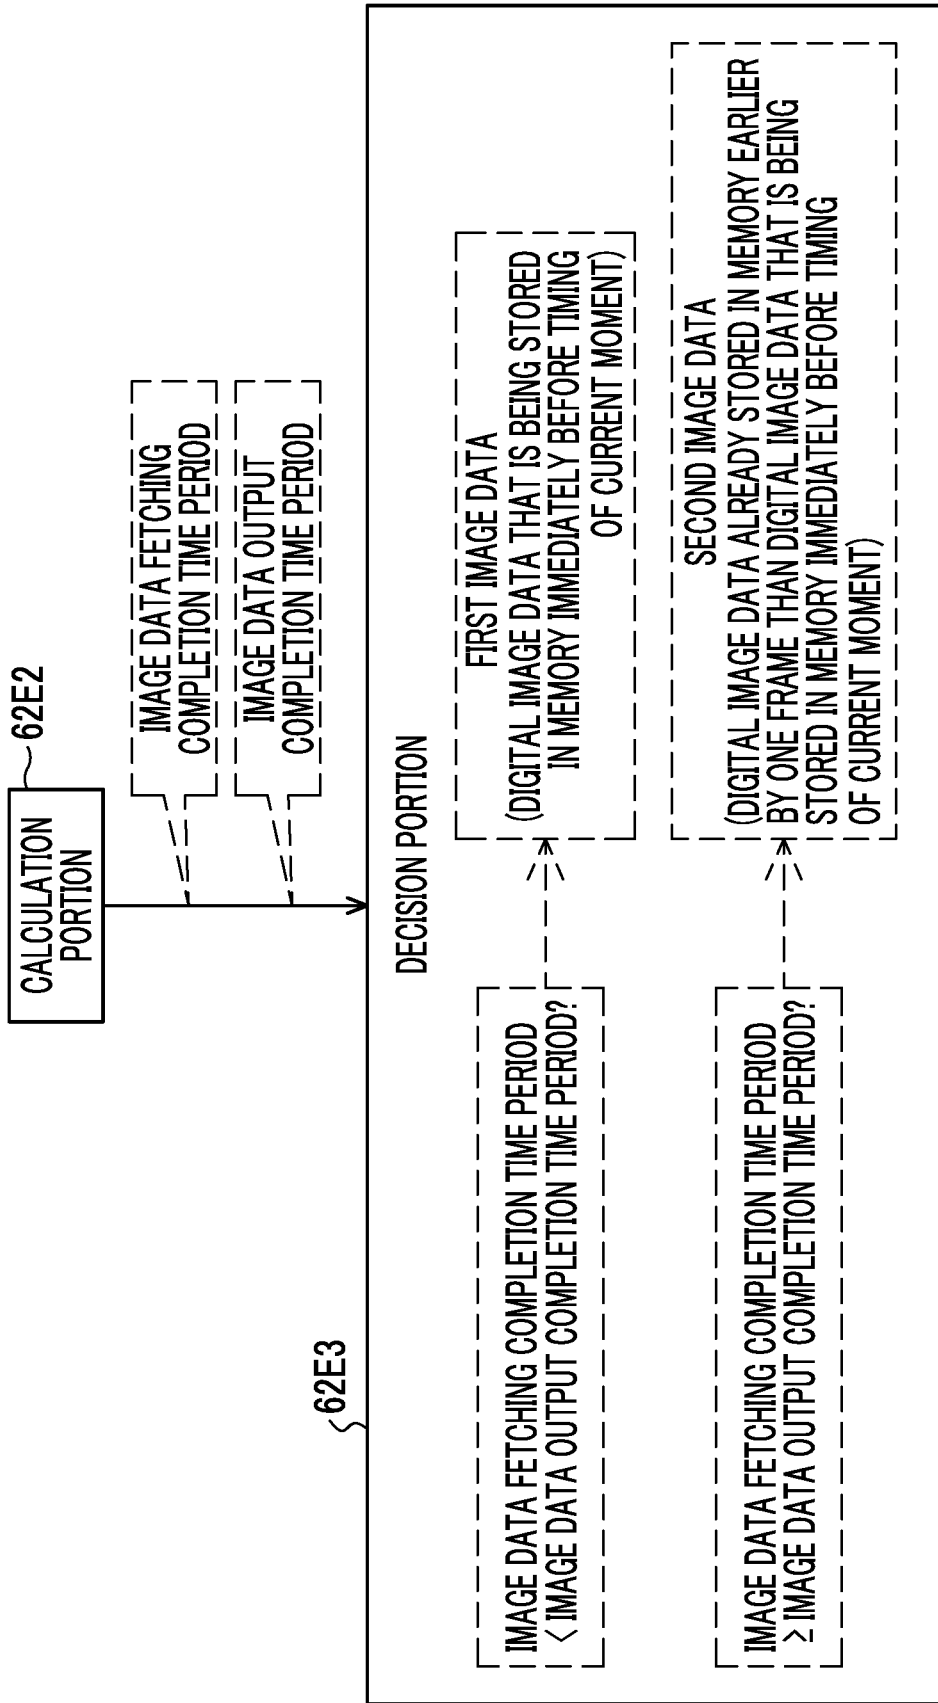 CALCULATION
PORTION
62E2
IMAGE DATA FETCHING
COMPLETION TIME PERIOD
IMAGE DATA OUTPUT
COMPLETION TIME PERIOD
62E3
DECISION PORTION
IMAGE DATA FETCHING COMPLETION TIME PERIOD
< IMAGE DATA OUTPUT COMPLETION TIME PERIOD?
FIRST IMAGE DATA
(DIGITAL IMAGE DATA THAT IS BEING STORED
IN MEMORY IMMEDIATELY BEFORE TIMING
OF CURRENT MOMENT)
IMAGE DATA FETCHING COMPLETION TIME PERIOD
≥ IMAGE DATA OUTPUT COMPLETION TIME PERIOD?
SECOND IMAGE DATA
(DIGITAL IMAGE DATA ALREADY STORED IN MEMORY EARLIER
BY ONE FRAME THAN DIGITAL IMAGE DATA THAT IS BEING
STORED IN MEMORY IMMEDIATELY BEFORE TIMING
OF CURRENT MOMENT)